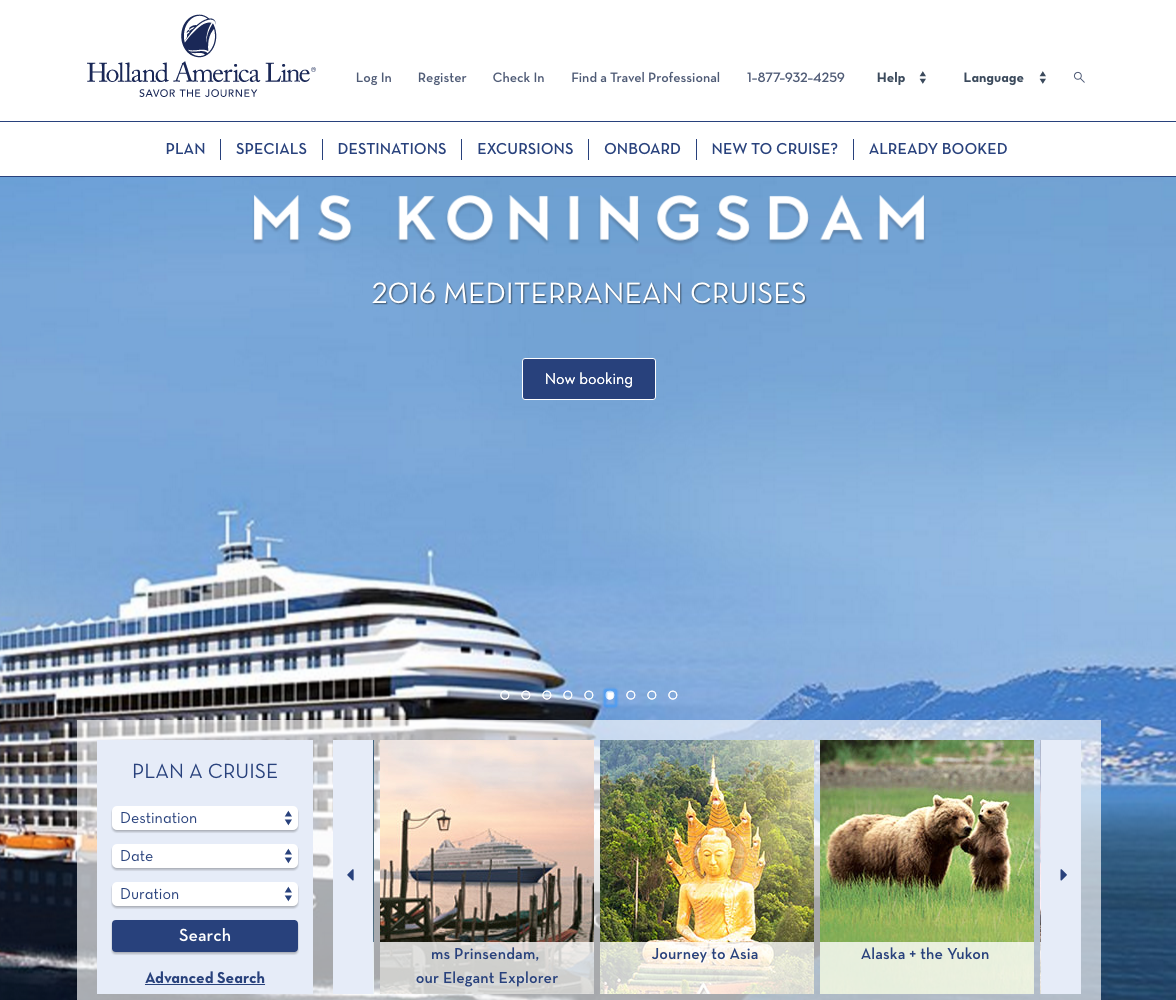 Holland America Line®
SAVOR THE JOURNEY
Log In
Register
Check In
Find a Travel Professional
1-877-932-4259
Help
Language
PLAN
SPECIALS
DESTINATIONS
EXCURSIONS
ONBOARD
NEW TO CRUISE?
ALREADY BOOKED
MS KONINGSDAM
2016 MEDITERRANEAN CRUISES
Now booking
PLAN A CRUISE
Destination
Date
Duration
Search
Advanced Search
ms Prinsendam,
our Elegant Explorer
Journey to Asia
Alaska + the Yukon